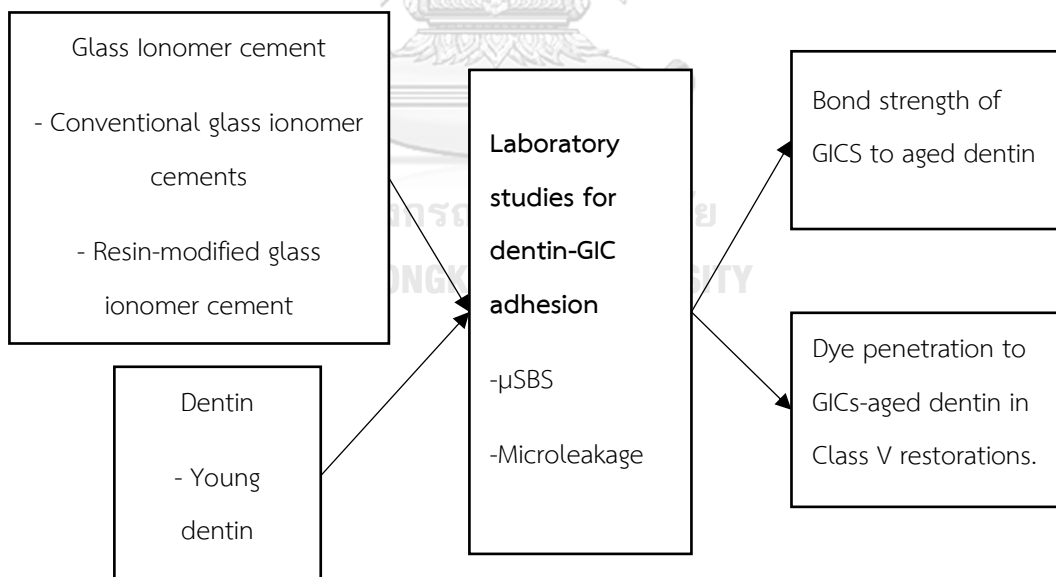 Glass Ionomer cement
- Conventional glass ionomer
cements
- Resin-modified glass
ionomer cement
Dentin
- Young
dentin
Laboratory
studies for
dentin-GIC
adhesion
-µSBS
-Microleakage
Bond strength of
GICS to aged dentin
Dye penetration to
GICs-aged dentin in
Class V restorations.